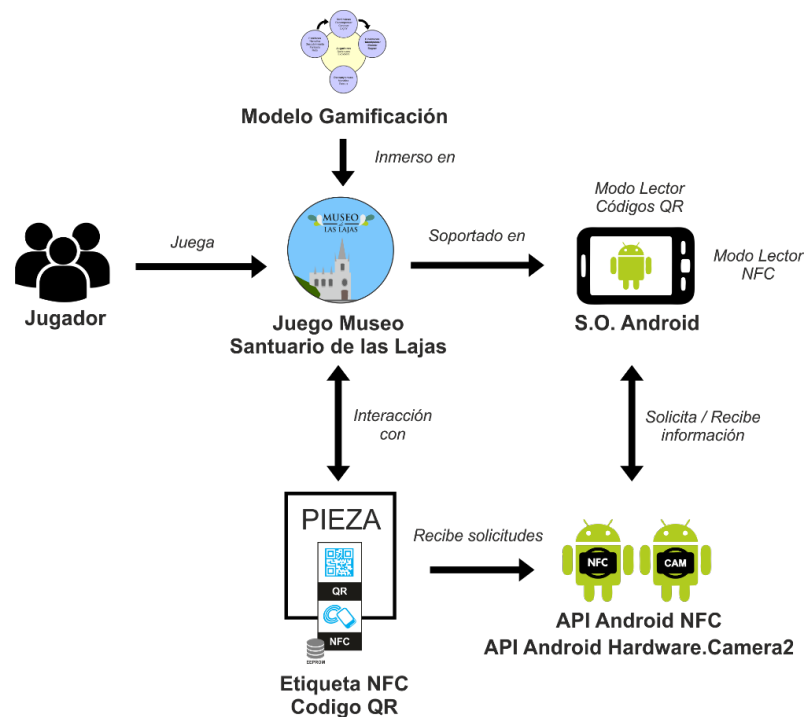 Modelo Gamificación
Inmerso en
Modo Lector
Códigos QR
MUSEO
LAS LAJAS
Juega
Soportado en
Modo Lector
NFC
Jugador
Juego Museo
Santuario de las Lajas
S.O. Android
Interacción
con
Solicita / Recibe
información
PIEZA
QR
NFC
EEPROM
Recibe solicitudes
NFC
CAM
API Android NFC
API Android Hardware.Camera2
Etiqueta NFC
Codigo QR